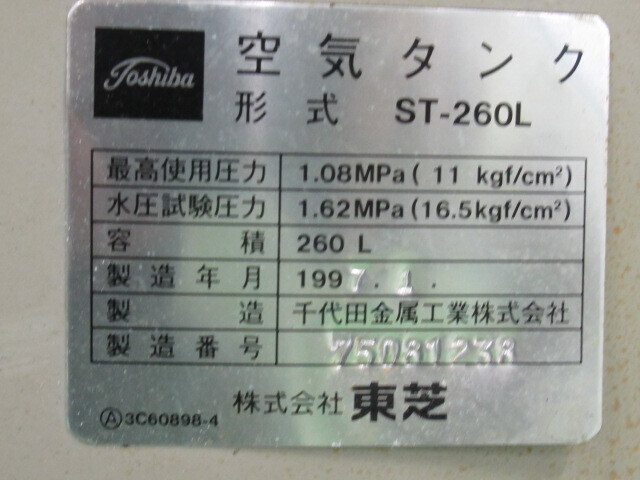 Toshiba
空気タンク
形式 ST-260L
最高使用圧力 1.08MPa( 11 kgf/cm²)
水圧試験圧力 1.62MPa(16.5kgf/cm²)
容積 260 L
製造年月 1997.1.
製造 千代田金属工業株式会社
製造番号 75081238
株式会社 東芝
Ⓐ3C60898-4